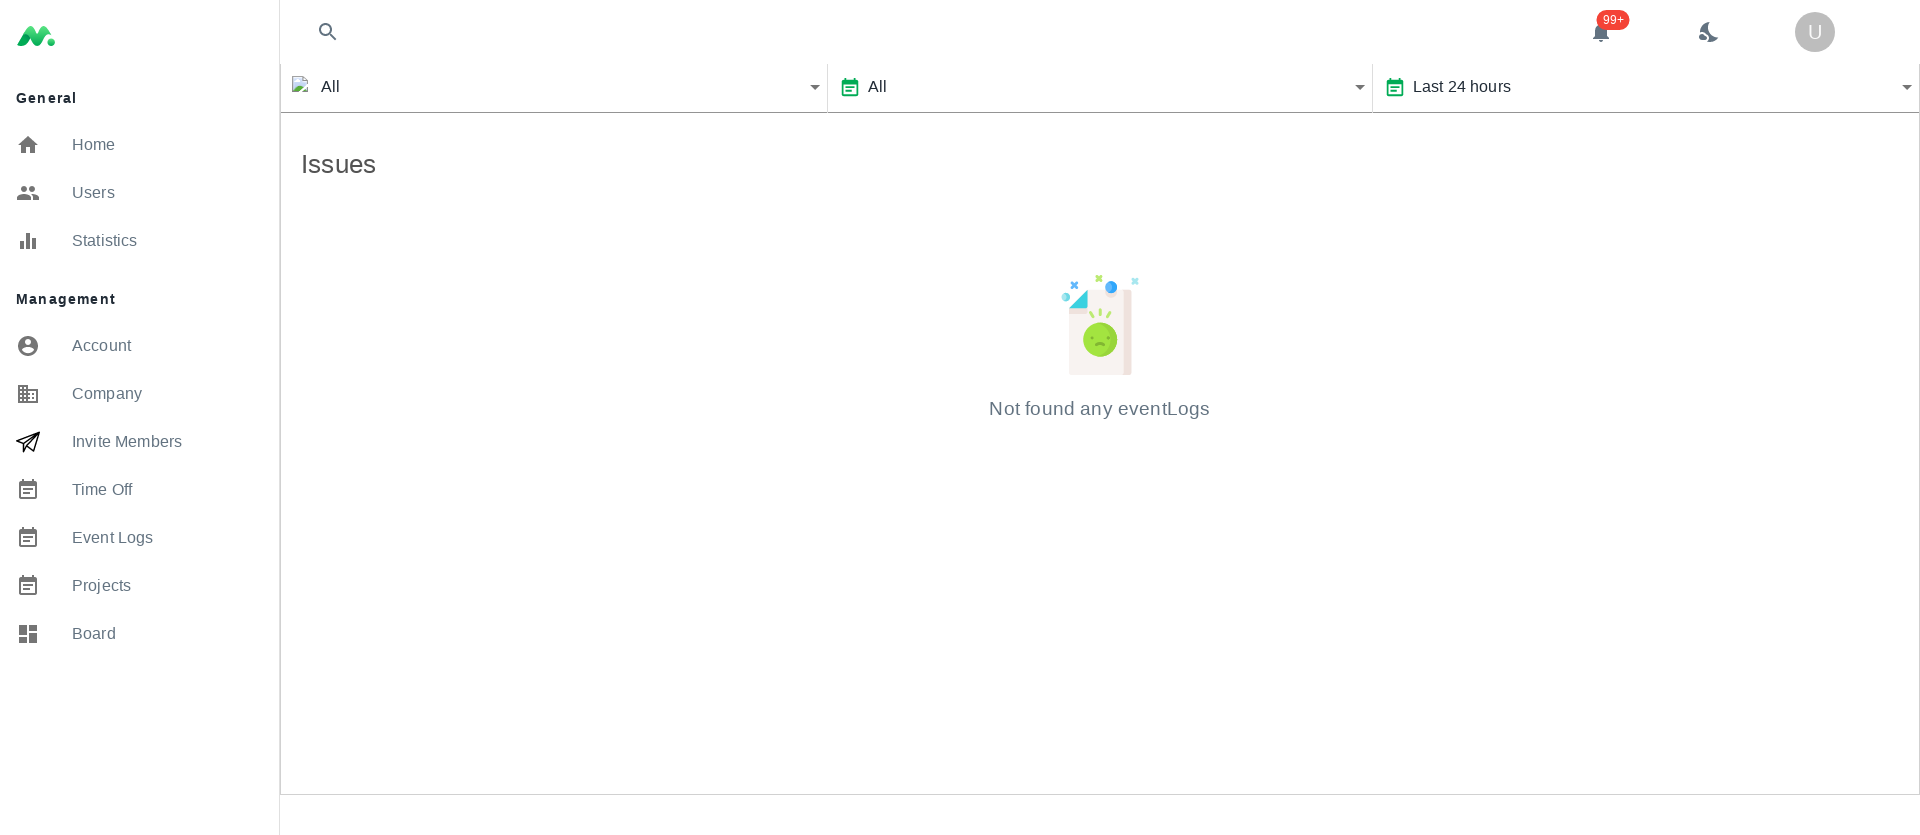 99+
U
General
Home
Users
Statistics
Management
Account
Company
Invite Members
Time Off
Event Logs
Projects
Board
All
All
Last 24 hours
Issues
Not found any eventLogs